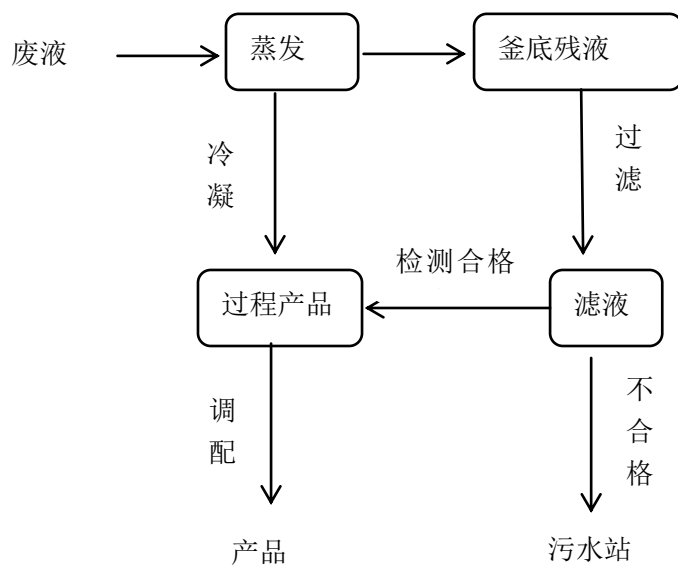 废液
蒸发
釜底残液
冷凝
过滤
检测合格
过程产品
滤液
调配
不合格
产品
污水站